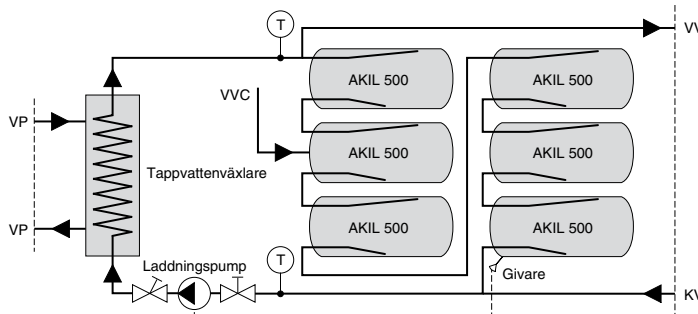 T
VV
AKIL 500
AKIL 500
VVC
VP
AKIL 500
AKIL 500
Tappvattenväxlare
VP
AKIL 500
AKIL 500
Laddningspump
T
Givare
KV